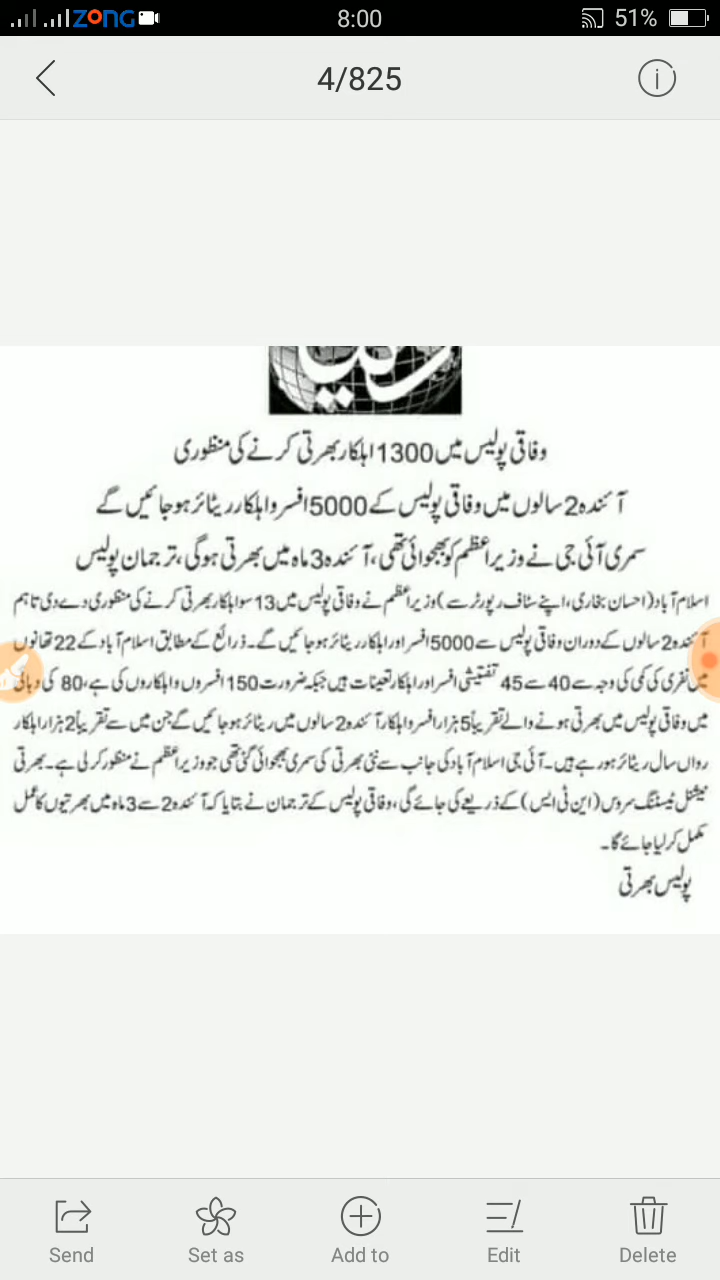 ZONG 8:00 51%
4/825
وفاقی پولیس میں 1300 اہلکار بھرتی کرنے کی منظوری
آئندہ 2 سالوں میں وفاقی پولیس کے 5000 افسر و اہلکار ریٹائر ہو جائیں گے
سمری آئی جی نے وزیراعظم کو بھجوائی تھی، آئندہ 3 ماہ میں بھرتی ہوگی، ترجمان پولیس
اسلام آباد (احسان بخاری، اپنے سٹاف رپورٹر سے) وزیراعظم نے وفاقی پولیس میں 13 سو اہلکار بھرتی کرنے کی منظوری دے دی تاہم
آئندہ 2 سالوں کے دوران وفاقی پولیس سے 5000 افسر اور اہلکار ریٹائر ہو جائیں گے۔ ذرائع کے مطابق اسلام آباد کے 22 تھانوں
میں نفری کی کمی کی وجہ سے 40 سے 45 تفتیشی افسر اور اہلکار تعینات ہیں جبکہ ضرورت 150 افسروں و اہلکاروں کی ہے، 80 کی دہائی
میں وفاقی پولیس میں بھرتی ہونے والے تقریباً 5 ہزار افسر و اہلکار آئندہ 2 سالوں میں ریٹائر ہو جائیں گے جن میں سے تقریباً 2 ہزار اہلکار
رواں سال ریٹائر ہو رہے ہیں۔ آئی جی اسلام آباد کی جانب سے نئی بھرتی کی سمری بھجوائی گئی تھی جو وزیراعظم نے منظور کر لی ہے۔ بھرتی
نیشنل ٹیسٹنگ سروس (این ٹی ایس) کے ذریعے کی جائے گی، وفاقی پولیس کے ترجمان نے بتایا کہ آئندہ 2 سے 3 ماہ میں بھرتیوں کا عمل
مکمل کر لیا جائے گا۔
پولیس بھرتی
Send Set as Add to Edit Delete